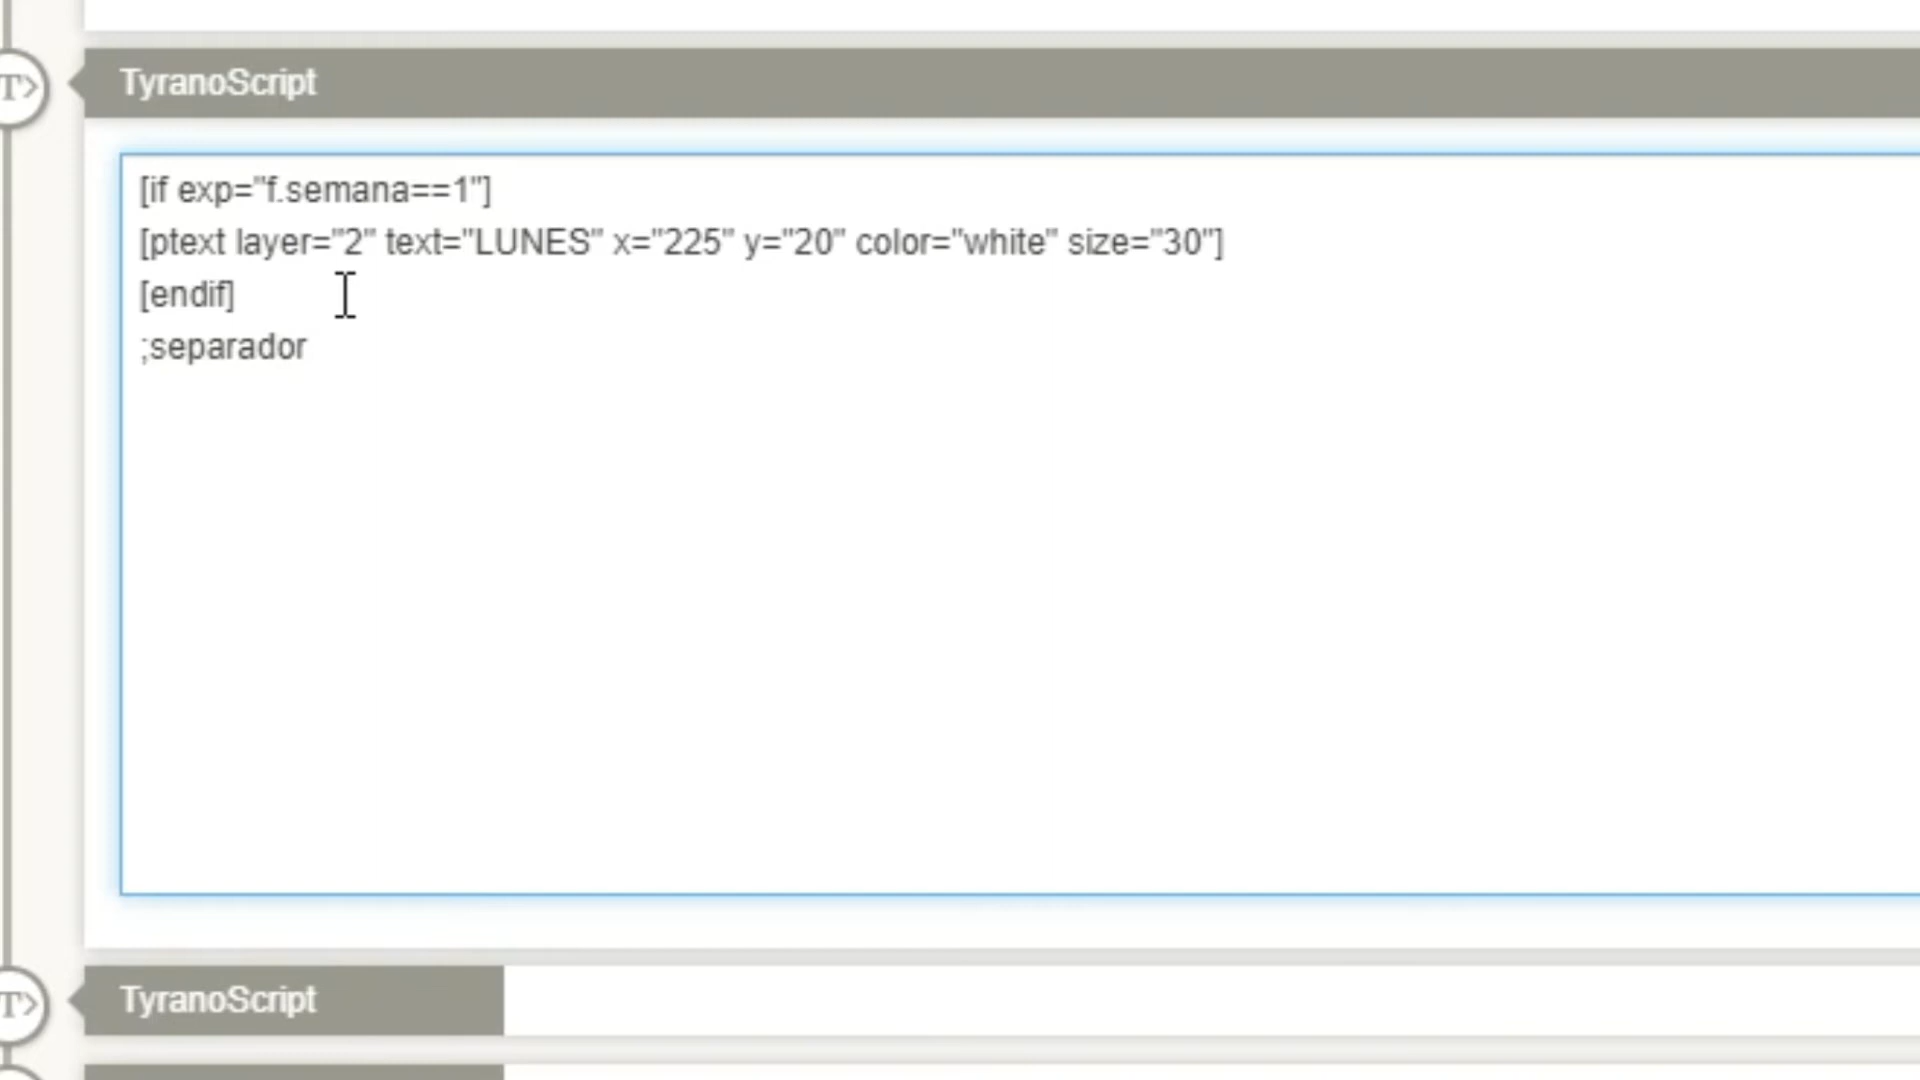 TyranoScript
[if exp="f.semana==1"]
[ptext layer="2" text="LUNES" x="225" y="20" color="white" size="30"]
[endif]
;separador
TyranoScript